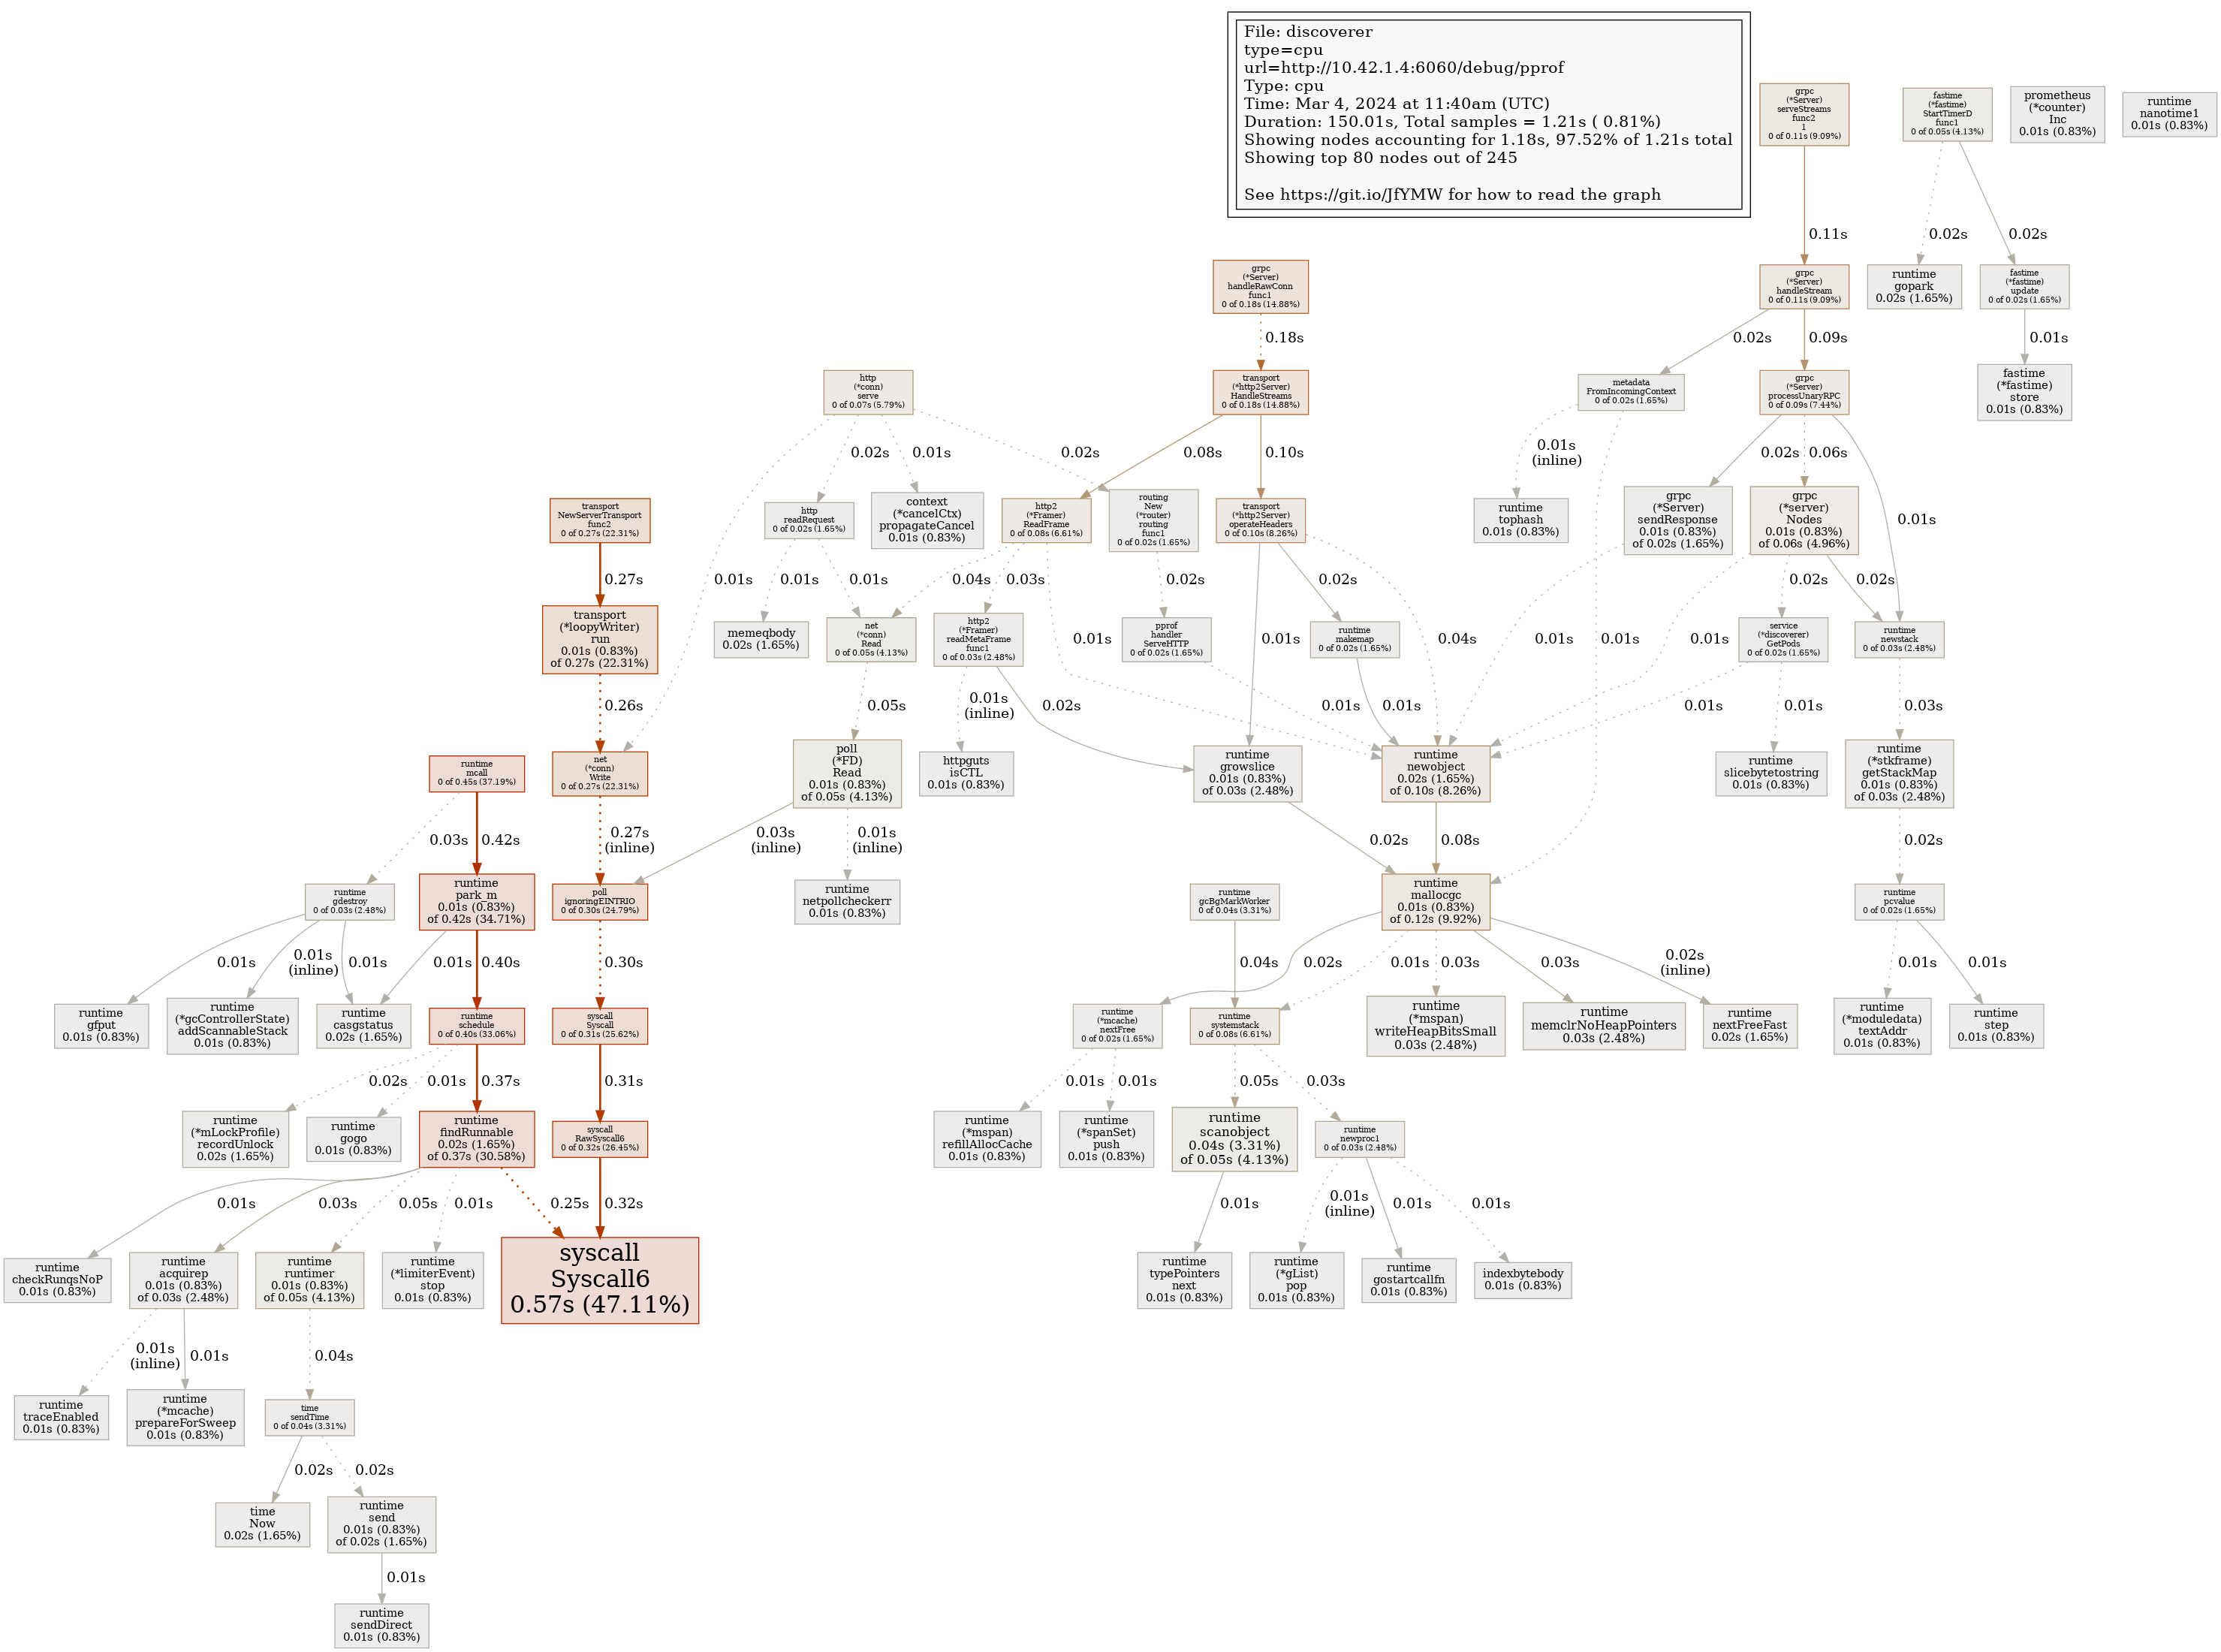 File: discoverer
type=cpu
url=http://10.42.1.4:6060/debug/pprof
Type: cpu
Time: Mar 4, 2024 at 11:40am (UTC)
Duration: 150.01s, Total samples = 1.21s ( 0.81%)
Showing nodes accounting for 1.18s, 97.52% of 1.21s total
Showing top 80 nodes out of 245
See https://git.io/JfYMW for how to read the graph
grpc
(*Server)
serveStreams
func2
1
0 of 0.11s (9.09%)
fastime
(*fastime)
StartTimerD
func1
0 of 0.05s (4.13%)
prometheus
(*counter)
Inc
0.01s (0.83%)
runtime
nanotime1
0.01s (0.83%)
0.11s
0.02s
0.02s
grpc
(*Server)
handleRawConn
func1
0 of 0.18s (14.88%)
grpc
(*Server)
handleStream
0 of 0.11s (9.09%)
runtime
gopark
0.02s (1.65%)
fastime
(*fastime)
update
0 of 0.02s (1.65%)
0.18s
0.02s
0.09s
0.01s
http
(*conn)
serve
0 of 0.07s (5.79%)
transport
(*http2Server)
HandleStreams
0 of 0.18s (14.88%)
metadata
FromIncomingContext
0 of 0.02s (1.65%)
grpc
(*Server)
processUnaryRPC
0 of 0.09s (7.44%)
fastime
(*fastime)
store
0.01s (0.83%)
0.02s
0.01s
0.02s
0.08s
0.10s
0.01s
(inline)
0.02s
0.06s
transport
NewServerTransport
func2
0 of 0.27s (22.31%)
http
readRequest
0 of 0.02s (1.65%)
context
(*cancelCtx)
propagateCancel
0.01s (0.83%)
http2
(*Framer)
ReadFrame
0 of 0.08s (6.61%)
routing
New
(*router)
routing
func1
0 of 0.02s (1.65%)
transport
(*http2Server)
operateHeaders
0 of 0.10s (8.26%)
runtime
tophash
0.01s (0.83%)
grpc
(*Server)
sendResponse
0.01s (0.83%)
of 0.02s (1.65%)
grpc
(*server)
Nodes
0.01s (0.83%)
of 0.06s (4.96%)
0.01s
0.27s
0.01s
0.01s
0.01s
0.04s
0.03s
0.02s
0.02s
0.02s
0.02s
transport
(*loopyWriter)
run
0.01s (0.83%)
of 0.27s (22.31%)
memeqbody
0.02s (1.65%)
net
(*conn)
Read
0 of 0.05s (4.13%)
http2
(*Framer)
readMetaFrame
func1
0 of 0.03s (2.48%)
0.01s
pprof
handler
ServeHTTP
0 of 0.02s (1.65%)
0.01s
runtime
makemap
0 of 0.02s (1.65%)
0.04s
0.01s
0.01s
0.01s
service
(*discoverer)
GetPods
0 of 0.02s (1.65%)
runtime
newstack
0 of 0.03s (2.48%)
0.26s
0.05s
0.01s
(inline)
0.02s
0.01s
0.01s
0.01s
0.01s
0.03s
runtime
mcall
0 of 0.45s (37.19%)
net
(*conn)
Write
0 of 0.27s (22.31%)
poll
(*FD)
Read
0.01s (0.83%)
of 0.05s (4.13%)
httpguts
isCTL
0.01s (0.83%)
runtime
growslice
0.01s (0.83%)
of 0.03s (2.48%)
runtime
newobject
0.02s (1.65%)
of 0.10s (8.26%)
runtime
slicebytetostring
0.01s (0.83%)
runtime
(*stkframe)
getStackMap
0.01s (0.83%)
of 0.03s (2.48%)
0.03s
0.42s
0.27s
(inline)
0.03s
(inline)
0.01s
(inline)
0.02s
0.08s
0.02s
runtime
gdestroy
0 of 0.03s (2.48%)
runtime
park_m
0.01s (0.83%)
of 0.42s (34.71%)
poll
ignoringEINTRIO
0 of 0.30s (24.79%)
runtime
netpollcheckerr
0.01s (0.83%)
runtime
gcBgMarkWorker
0 of 0.04s (3.31%)
runtime
mallocgc
0.01s (0.83%)
of 0.12s (9.92%)
runtime
pcvalue
0 of 0.02s (1.65%)
0.01s
0.01s
(inline)
0.01s
0.01s
0.40s
0.30s
0.04s
0.02s
0.01s
0.03s
0.03s
0.02s
(inline)
0.01s
0.01s
runtime
gfput
0.01s (0.83%)
runtime
(*gcControllerState)
addScannableStack
0.01s (0.83%)
runtime
casgstatus
0.02s (1.65%)
runtime
schedule
0 of 0.40s (33.06%)
syscall
Syscall
0 of 0.31s (25.62%)
runtime
(*mcache)
nextFree
0 of 0.02s (1.65%)
runtime
systemstack
0 of 0.08s (6.61%)
runtime
(*mspan)
writeHeapBitsSmall
0.03s (2.48%)
runtime
memclrNoHeapPointers
0.03s (2.48%)
runtime
nextFreeFast
0.02s (1.65%)
runtime
(*moduledata)
textAddr
0.01s (0.83%)
runtime
step
0.01s (0.83%)
0.02s
0.01s
0.37s
0.31s
0.01s
0.01s
0.05s
0.03s
runtime
(*mLockProfile)
recordUnlock
0.02s (1.65%)
runtime
gogo
0.01s (0.83%)
runtime
findRunnable
0.02s (1.65%)
of 0.37s (30.58%)
syscall
RawSyscall6
0 of 0.32s (26.45%)
runtime
(*mspan)
refillAllocCache
0.01s (0.83%)
runtime
(*spanSet)
push
0.01s (0.83%)
runtime
scanobject
0.04s (3.31%)
of 0.05s (4.13%)
runtime
newproc1
0 of 0.03s (2.48%)
0.01s
0.03s
0.05s
0.01s
0.25s
0.32s
0.01s
0.01s
(inline)
0.01s
0.01s
runtime
checkRunqsNoP
0.01s (0.83%)
runtime
acquirep
0.01s (0.83%)
of 0.03s (2.48%)
runtime
runtimer
0.01s (0.83%)
of 0.05s (4.13%)
runtime
(*limiterEvent)
stop
0.01s (0.83%)
syscall
Syscall6
0.57s (47.11%)
runtime
typePointers
next
0.01s (0.83%)
runtime
(*gList)
pop
0.01s (0.83%)
runtime
gostartcallfn
0.01s (0.83%)
indexbytebody
0.01s (0.83%)
0.01s
(inline)
0.01s
0.04s
runtime
traceEnabled
0.01s (0.83%)
runtime
(*mcache)
prepareForSweep
0.01s (0.83%)
time
sendTime
0 of 0.04s (3.31%)
0.02s
0.02s
time
Now
0.02s (1.65%)
runtime
send
0.01s (0.83%)
of 0.02s (1.65%)
0.01s
runtime
sendDirect
0.01s (0.83%)